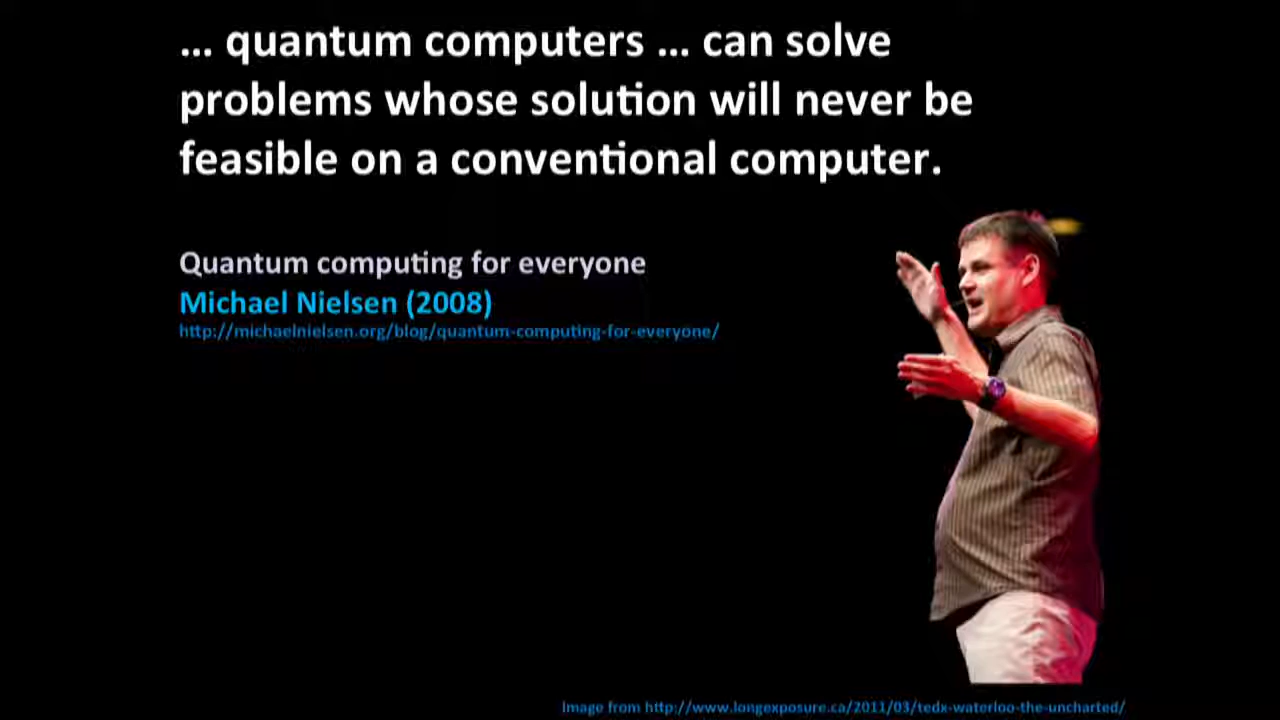 ... quantum computers ... can solve
problems whose solution will never be
feasible on a conventional computer.
Quantum computing for everyone
Michael Nielsen (2008)
http://michaelnielsen.org/blog/quantum-computing-for-everyone/
Image from http://www.longexposure.ca/2011/03/tedx-waterloo-the-uncharted/